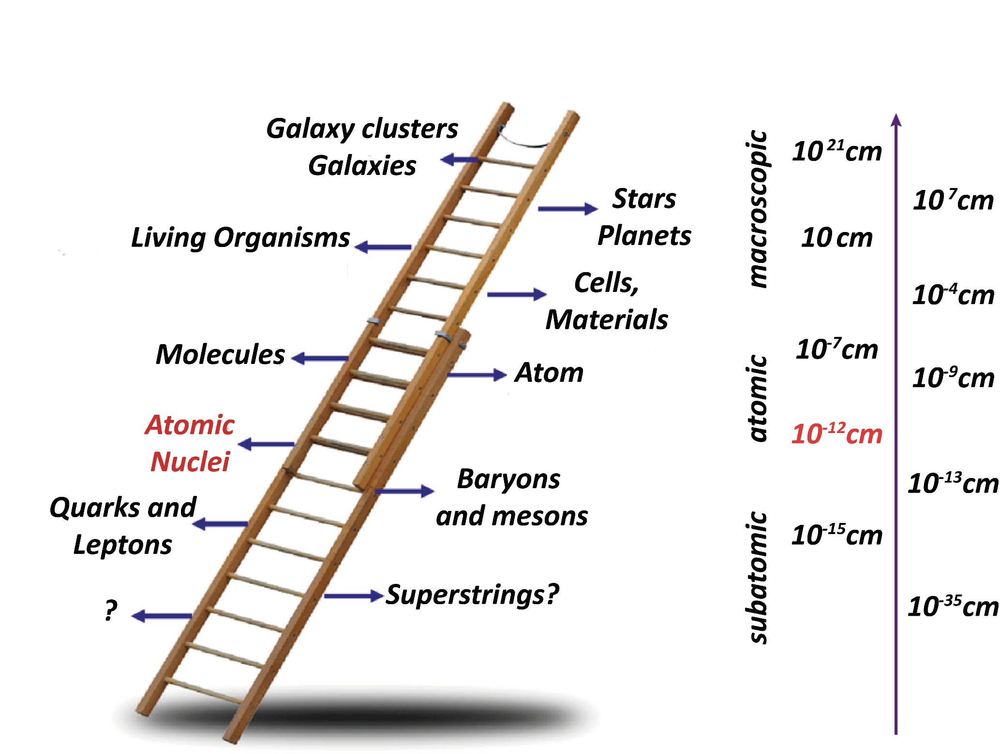 Galaxy clusters
Galaxies
Stars
Planets
Living Organisms
Cells,
Materials
Molecules
Atom
Atomic
Nuclei
Baryons
and mesons
Quarks and
Leptons
Superstrings?
?
macroscopic
atomic
subatomic
10²¹cm
10⁷cm
10 cm
10⁻⁴cm
10⁻⁷cm
10⁻⁹cm
10⁻¹²cm
10⁻¹³cm
10⁻¹⁵cm
10⁻³⁵cm